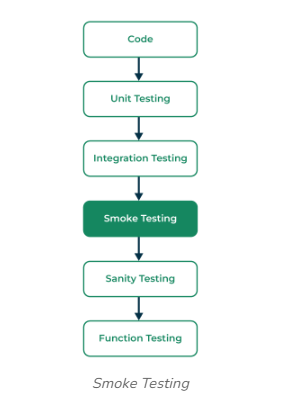 Code
Unit Testing
Integration Testing
Smoke Testing
Sanity Testing
Function Testing
Smoke Testing